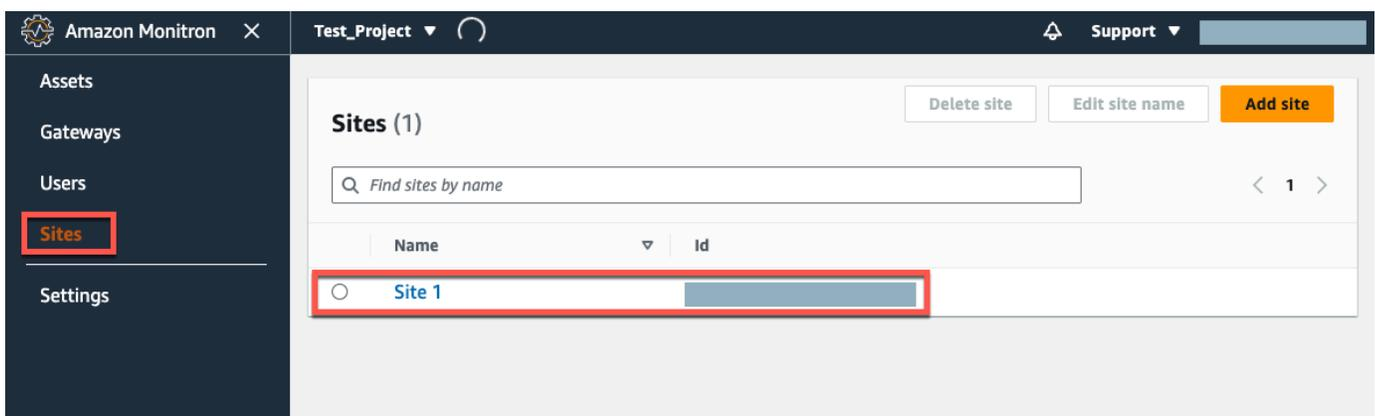 Amazon Monitron
Test_Project
Support
Assets
Gateways
Users
Sites
Settings
Sites (1)
Delete site
Edit site name
Add site
Find sites by name
1
Name
Id
Site 1